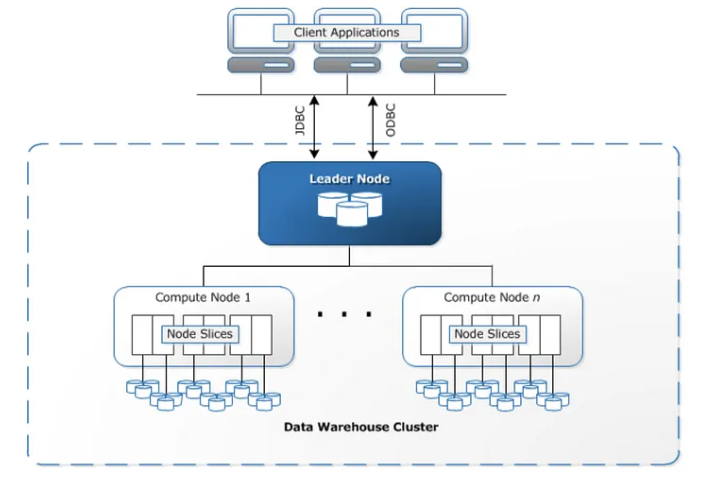 Client Applications
JDBC
ODBC
Leader Node
Compute Node 1
Node Slices
. . .
Compute Node n
Node Slices
Data Warehouse Cluster